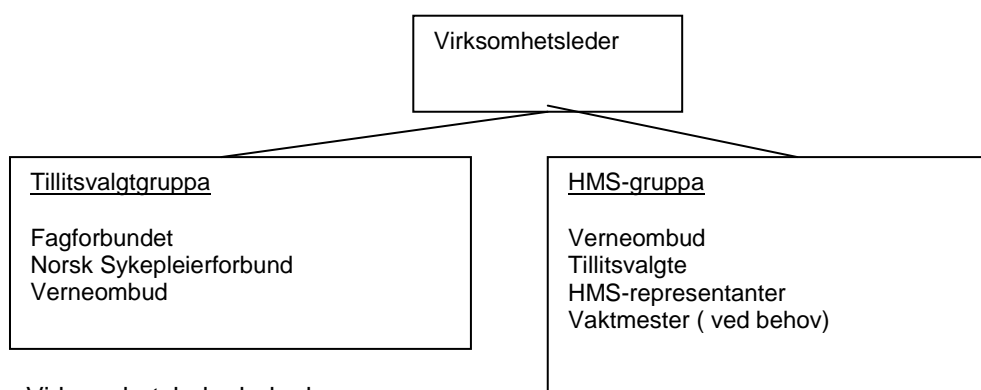 Virksomhetsleder
Tillitsvalgtgruppa
Fagforbundet
Norsk Sykepleierforbund
Verneombud
HMS-gruppa
Verneombud
Tillitsvalgte
HMS-representanter
Vaktmester ( ved behov)